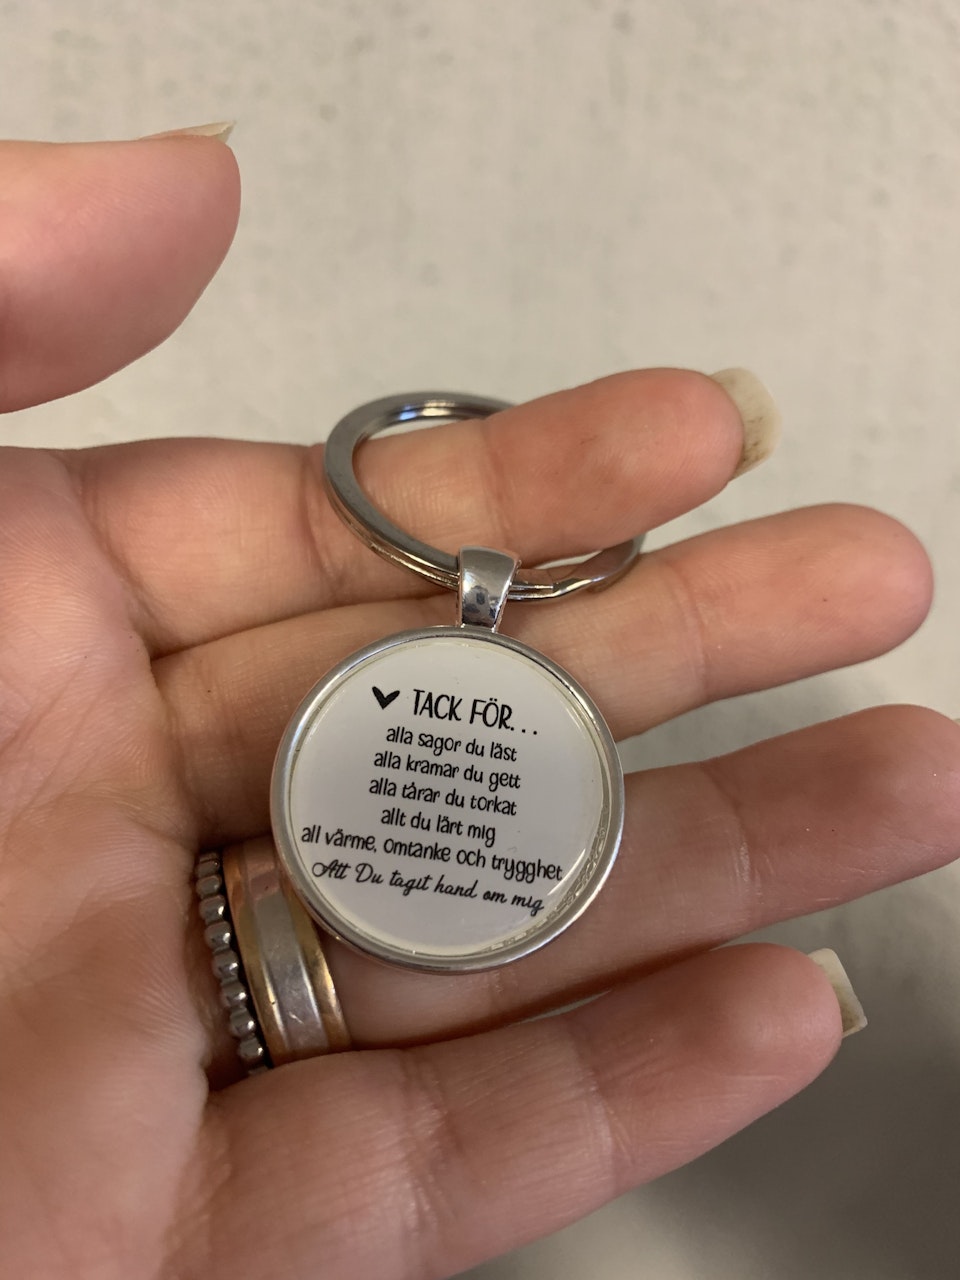 TACK FÖR...
alla sagor du läst
alla kramar du gett
alla tårar du torkat
allt du lärt mig
all värme, omtanke och trygghet
Att Du tagit hand om mig